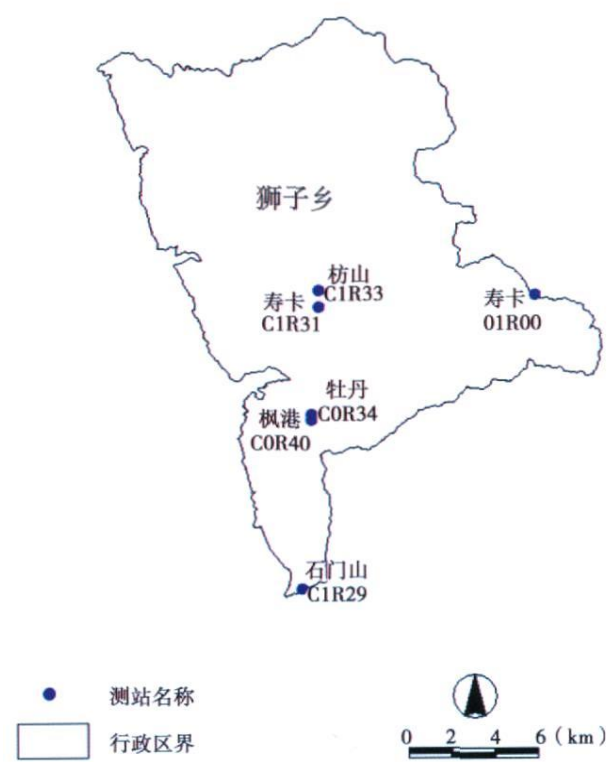 狮子乡
枋山
C1R33
寿卡
C1R31
寿卡
01R00
牡丹
C0R34
枫港
C0R40
石门山
C1R29
测站名称
行政区界
0 2 4 6 (km)